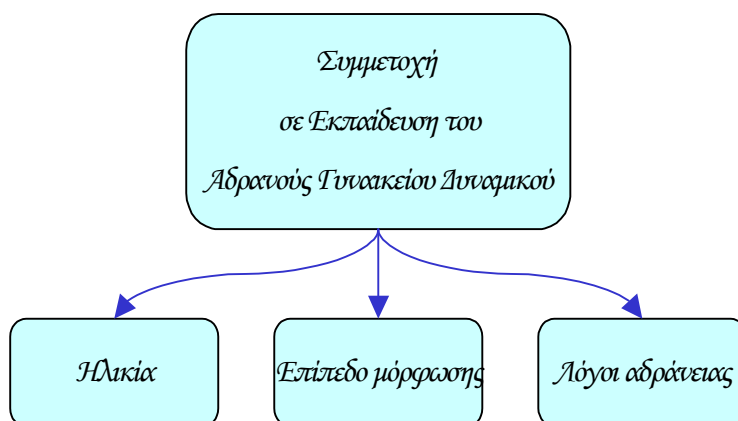 Συμμετοχή
σε Εκπαίδευση του
Αδρανούς Γυναικείου Δυναμικού
Ηλικία
Επίπεδο μόρφωσης
Λόγοι αδράνειας